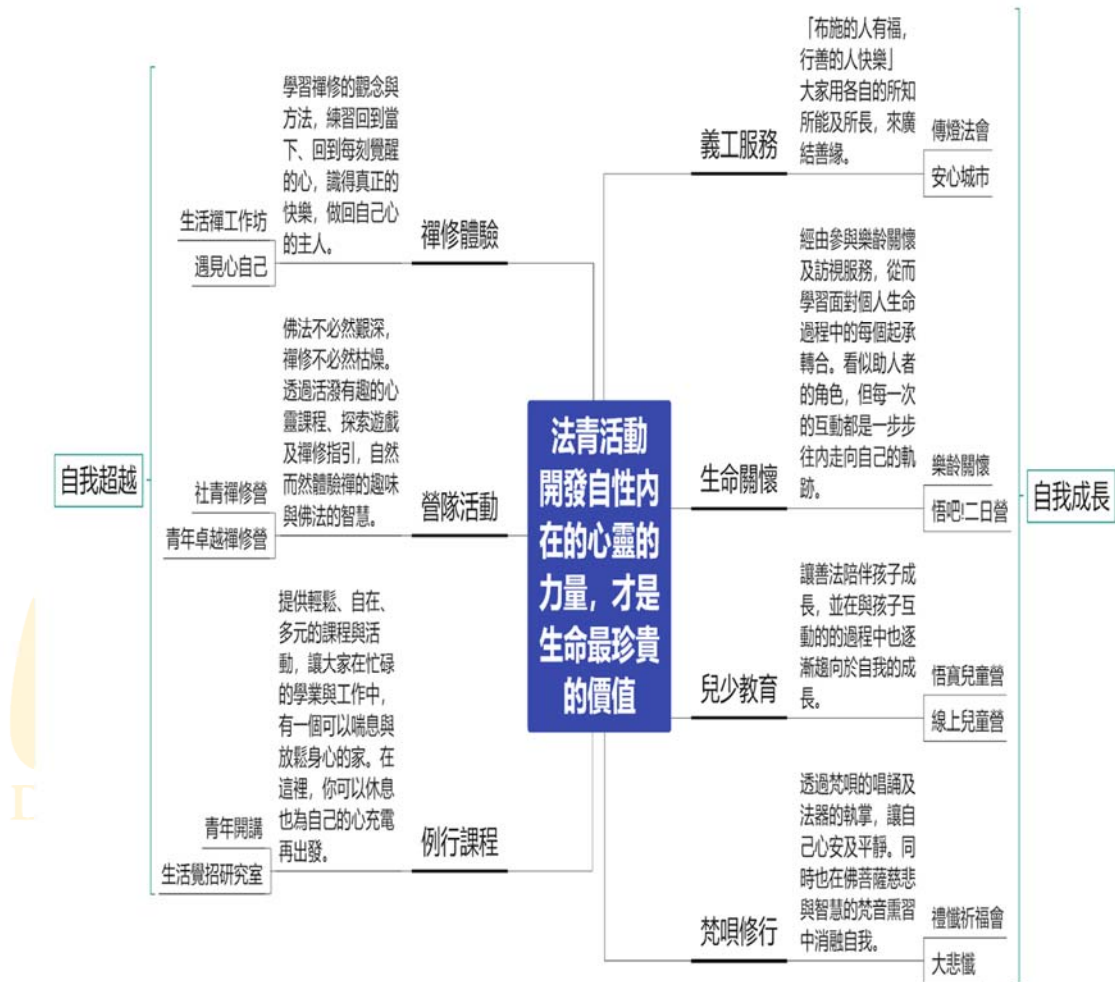 自我超越
學習禪修的觀念與
方法，練習回到當
下、回到每刻覺醒
的心，識得真正的
快樂，做回自己心
的主人。
禪修體驗
生活禪工作坊
遇見心自己
佛法不必然艱深，
禪修不必然枯燥。
透過活潑有趣的心
靈課程、探索遊戲
及禪修指引，自然
而然體驗禪的趣味
與佛法的智慧。
營隊活動
社青禪修營
青年卓越禪修營
提供輕鬆、自在、
多元的課程與活
動，讓大家在忙碌
的學業與工作中，
有一個可以喘息與
放鬆身心的家。在
這裡，你可以休息
也為自己的心充電
再出發。
例行課程
青年開講
生活覺招研究室
法青活動
開發自性內
在的心靈的
力量，才是
生命最珍貴
的價值
「布施的人有福，
行善的人快樂」
大家用各自的所知
所能及所長，來廣
結善緣。
義工服務
傳燈法會
安心城市
經由參與樂齡關懷
及訪視服務，從而
學習面對個人生命
過程中的每個起承
轉合。看似助人者
的角色，但每一次
的互動都是一步步
往內走向自己的軌
跡。
生命關懷
樂齡關懷
悟吧!二日營
讓善法陪伴孩子成
長，並在與孩子互
動的的過程中也逐
漸趨向於自我的成
長。
兒少教育
悟寶兒童營
線上兒童營
透過梵唄的唱誦及
法器的執掌，讓自
己心安及平靜。同
時也在佛菩薩慈悲
與智慧的梵音熏習
中消融自我。
梵唄修行
禮懺祈福會
大悲懺
自我成長
D